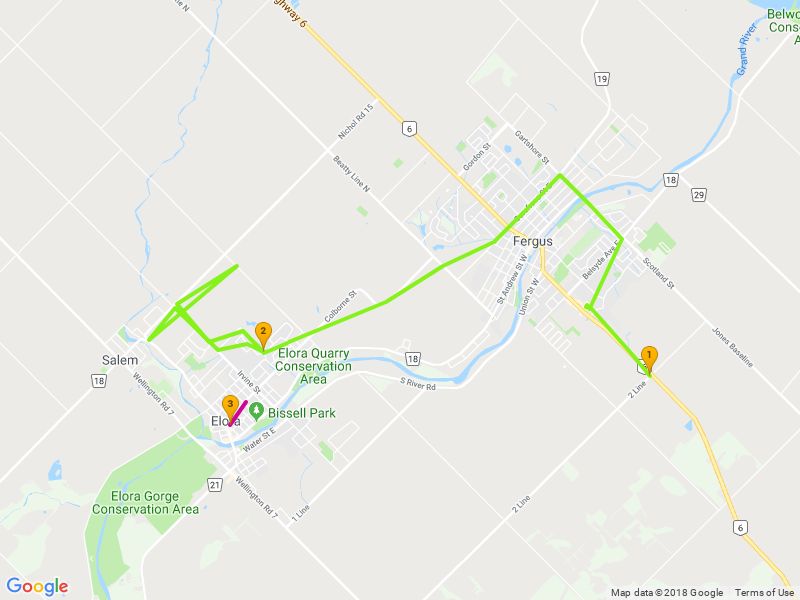 Highway 6
Belwo
Conse
A
Grand River
19
6
Nichol Rd 15
Gordon St
Gartshore St
Beatty Line N
18
29
Fergus
St Andrew St W
Union St W
Belsyde Ave E
Scotland St
Colborne St
2
1
Jones Baseline
Salem
Elora Quarry
Conservation
Area
18
18
S River Rd
2 Line
Wellington Rd 7
Irvine St
3
Elora
Bissell Park
Water St E
21
Elora Gorge
Conservation Area
Wellington Rd 7
1 Line
2 Line
6
Google
Map data ©2018 Google
Terms of Use